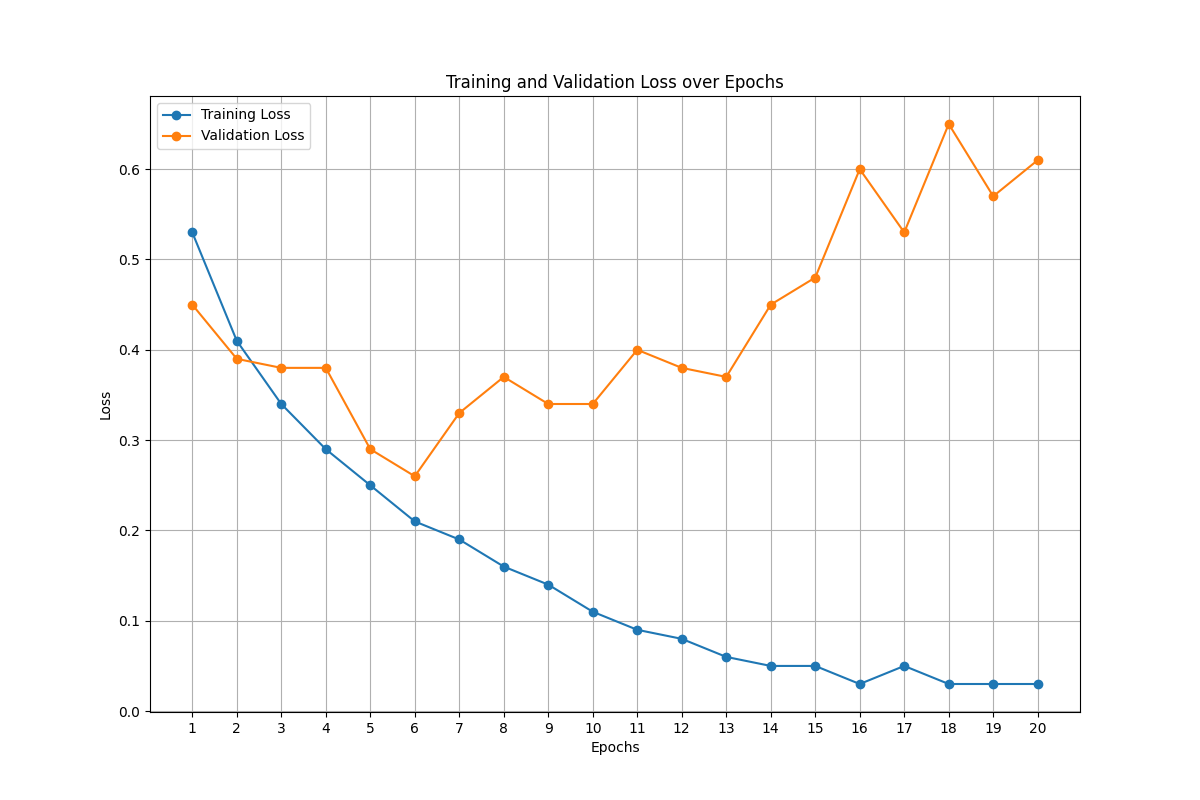 Training and Validation Loss over Epochs
Training Loss
Validation Loss
Loss
0.6
0.5
0.4
0.3
0.2
0.1
0.0
1 2 3 4 5 6 7 8 9 10 11 12 13 14 15 16 17 18 19 20
Epochs